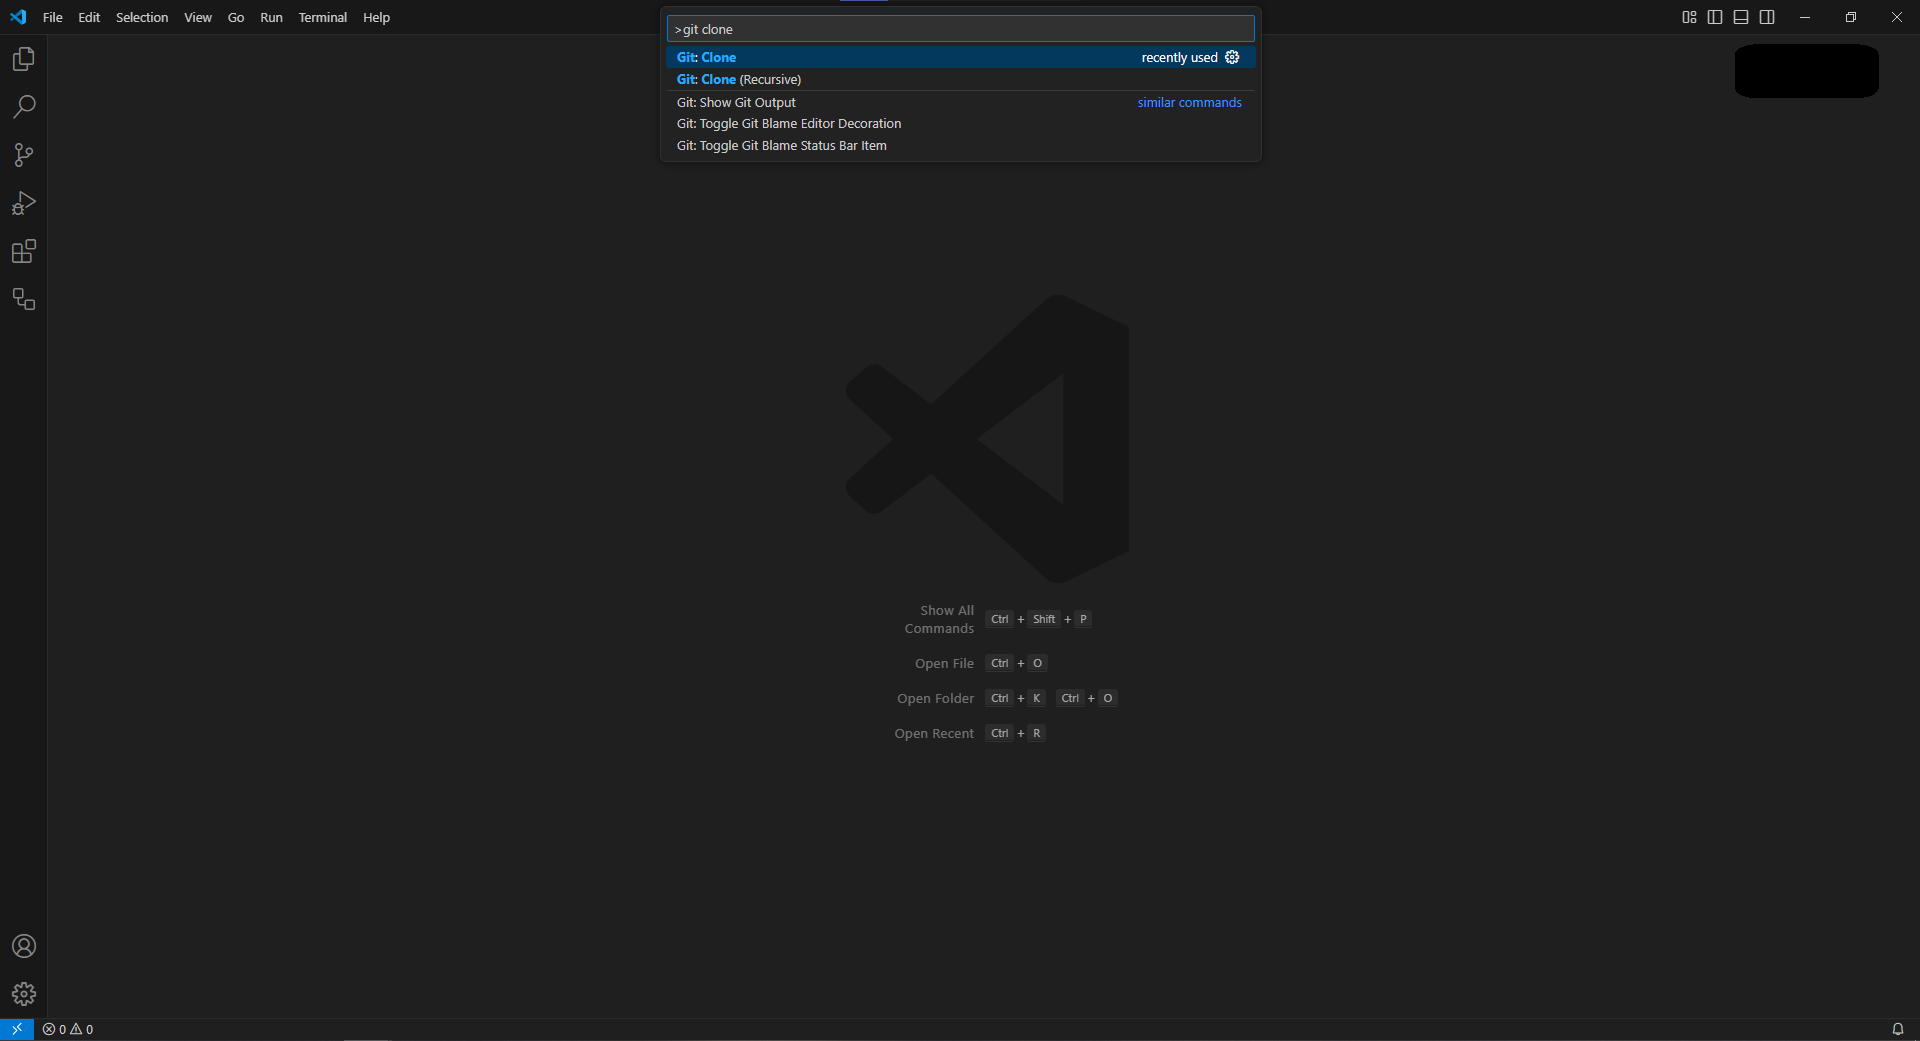 File Edit Selection View Go Run Terminal Help
>git clone
Git: Clone recently used
Git: Clone (Recursive)
Git: Show Git Output similar commands
Git: Toggle Git Blame Editor Decoration
Git: Toggle Git Blame Status Bar Item
Show All
Commands Ctrl + Shift + P
Open File Ctrl + O
Open Folder Ctrl + K Ctrl + O
Open Recent Ctrl + R
0 0